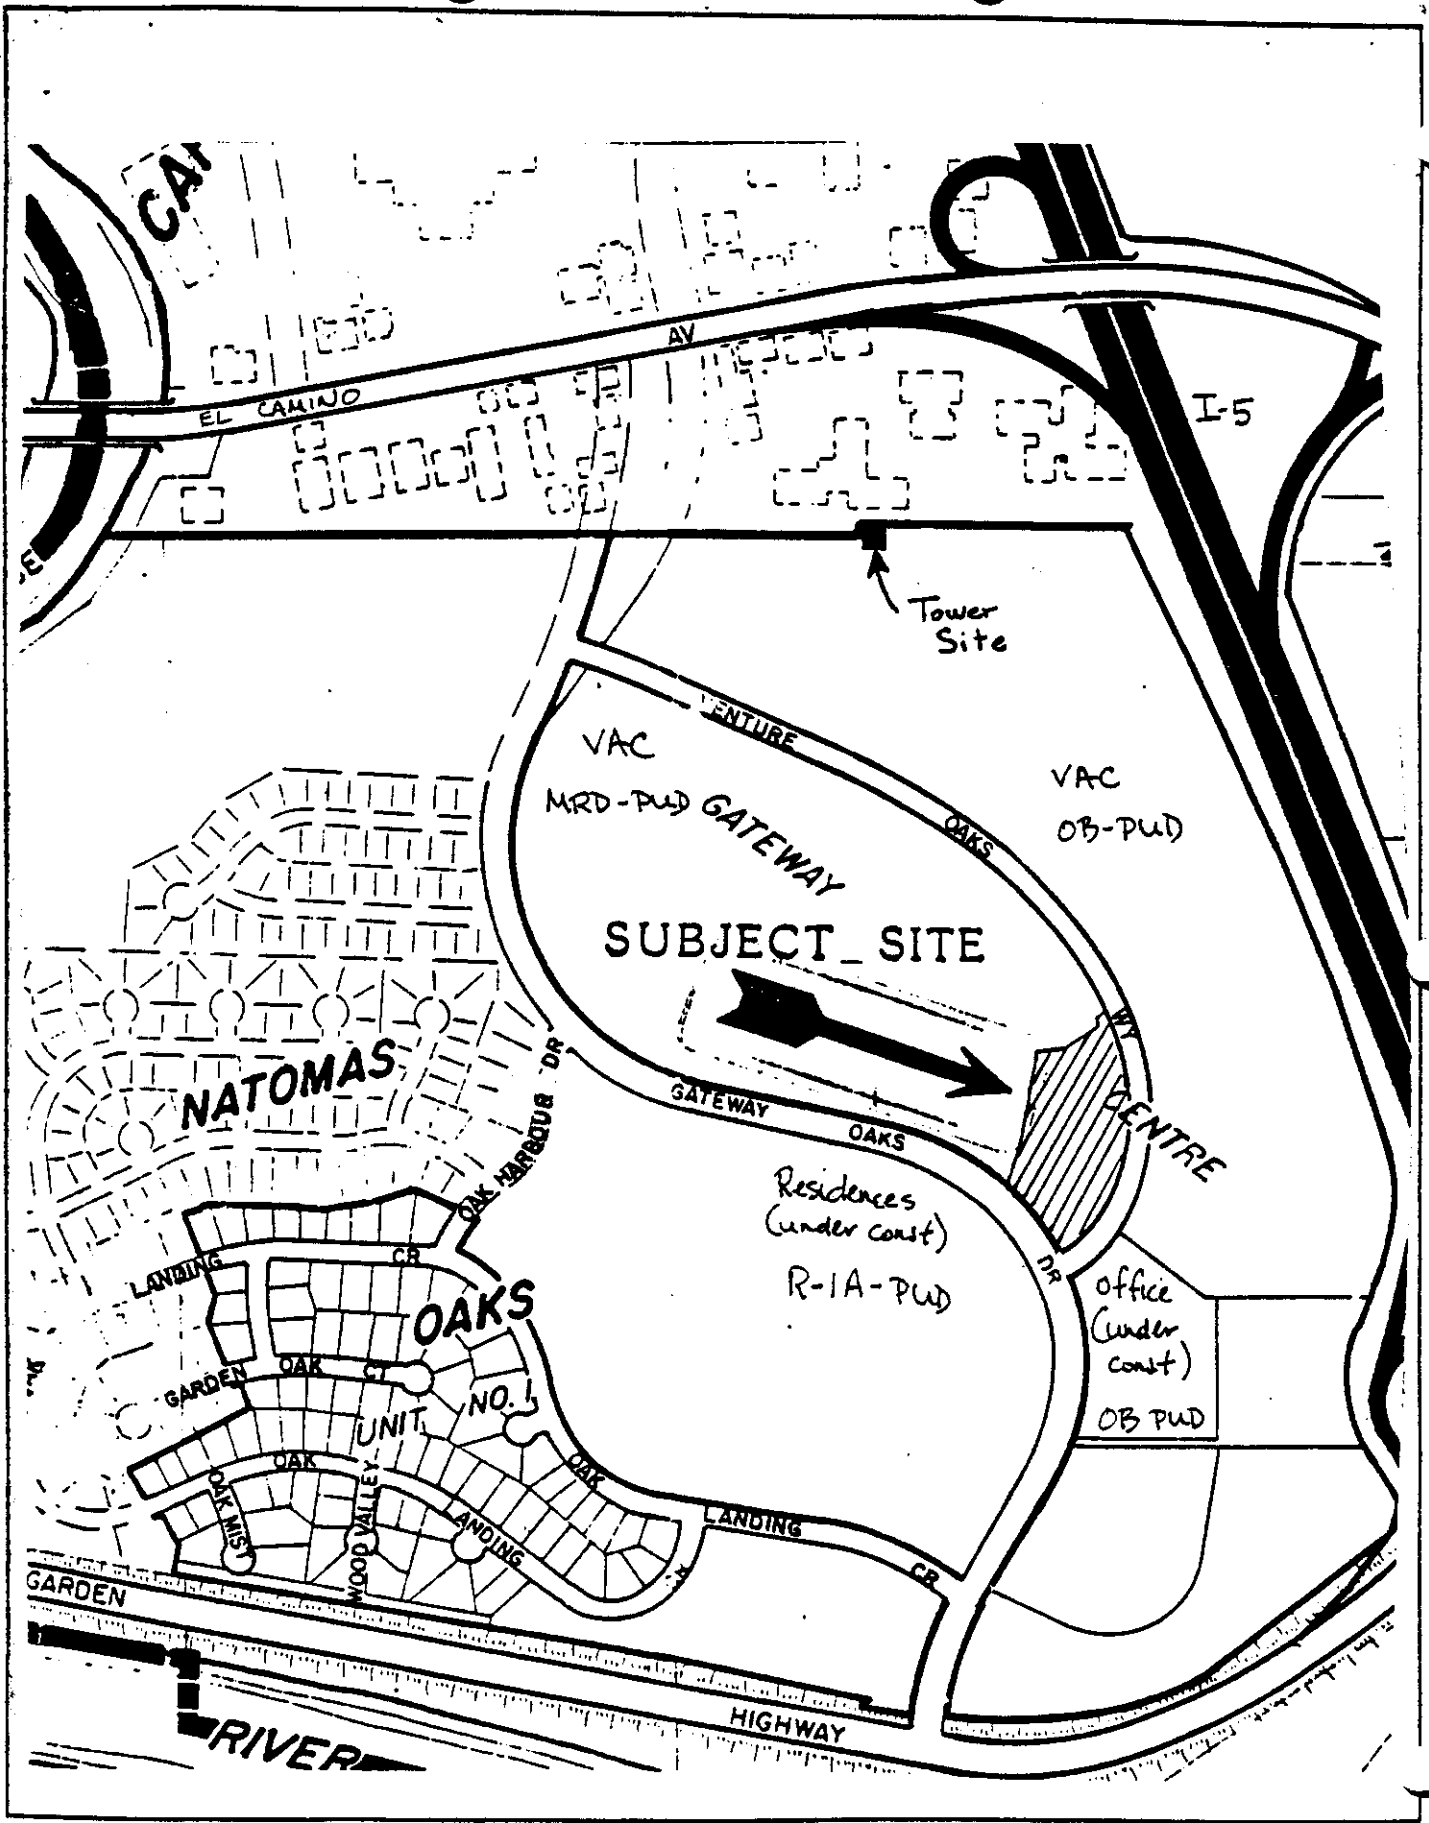 EL CAMINO AV
I-5
Tower
Site
VENTURE OAKS WY
VAC
MRD-PUD
VAC
OB-PUD
GATEWAY
CENTRE
SUBJECT SITE
GATEWAY OAKS DR
NATOMAS
OAKS
UNIT NO. 1
OAK HARBOUR DR
Residences
(under const)
R-1A-PUD
LANDING CR
Office
(under
const)
OB PUD
GARDEN OAK CT
OAK
LANDING
OAK MIST
WOOD VALLEY
OAK
LANDING
CR
GARDEN HIGHWAY
RIVER